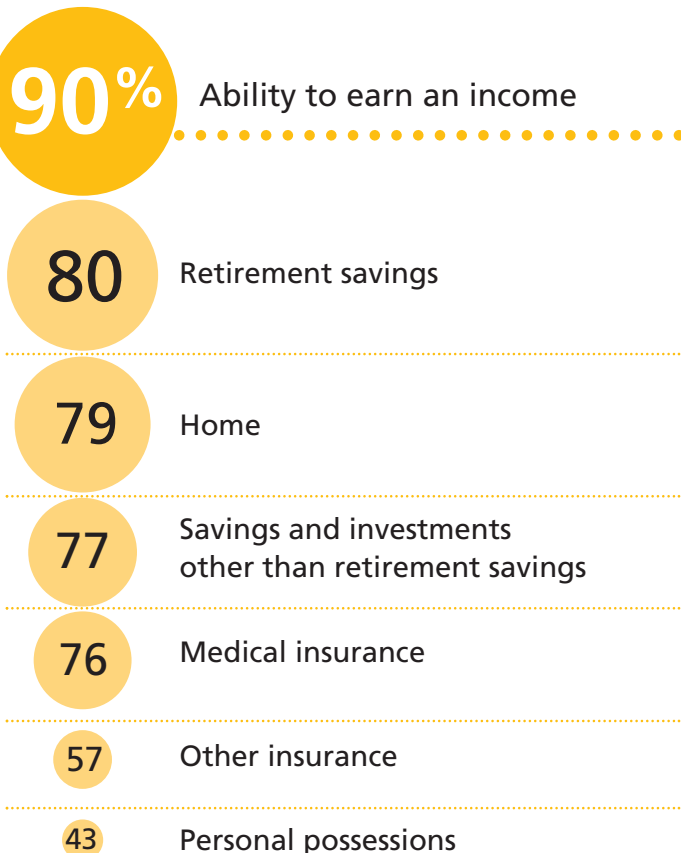 90% Ability to earn an income
80 Retirement savings
79 Home
77 Savings and investments
other than retirement savings
76 Medical insurance
57 Other insurance
43 Personal possessions